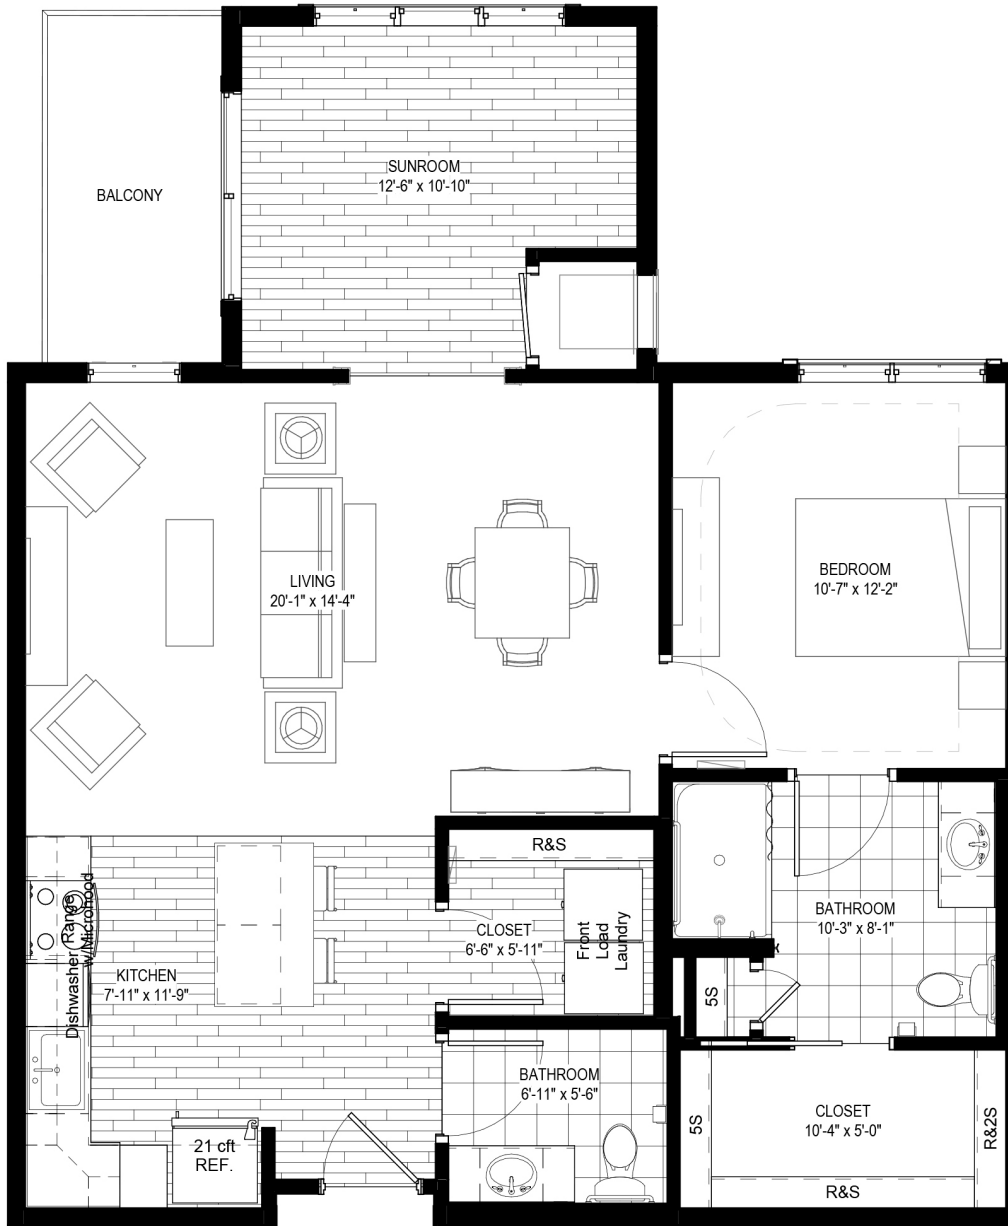 SUNROOM
12'-6" x 10'-10"
BALCONY
LIVING
20'-1" x 14'-4"
BEDROOM
10'-7" x 12'-2"
R&S
CLOSET
6'-6" x 5'-11"
Front
Load
Laundry
BATHROOM
10'-3" x 8'-1"
Dishwasher Range
w/Microhood
KITCHEN
7'-11" x 11'-9"
5S
BATHROOM
6'-11" x 5'-6"
21 cft
REF.
5S
CLOSET
10'-4" x 5'-0"
R&2S
R&S